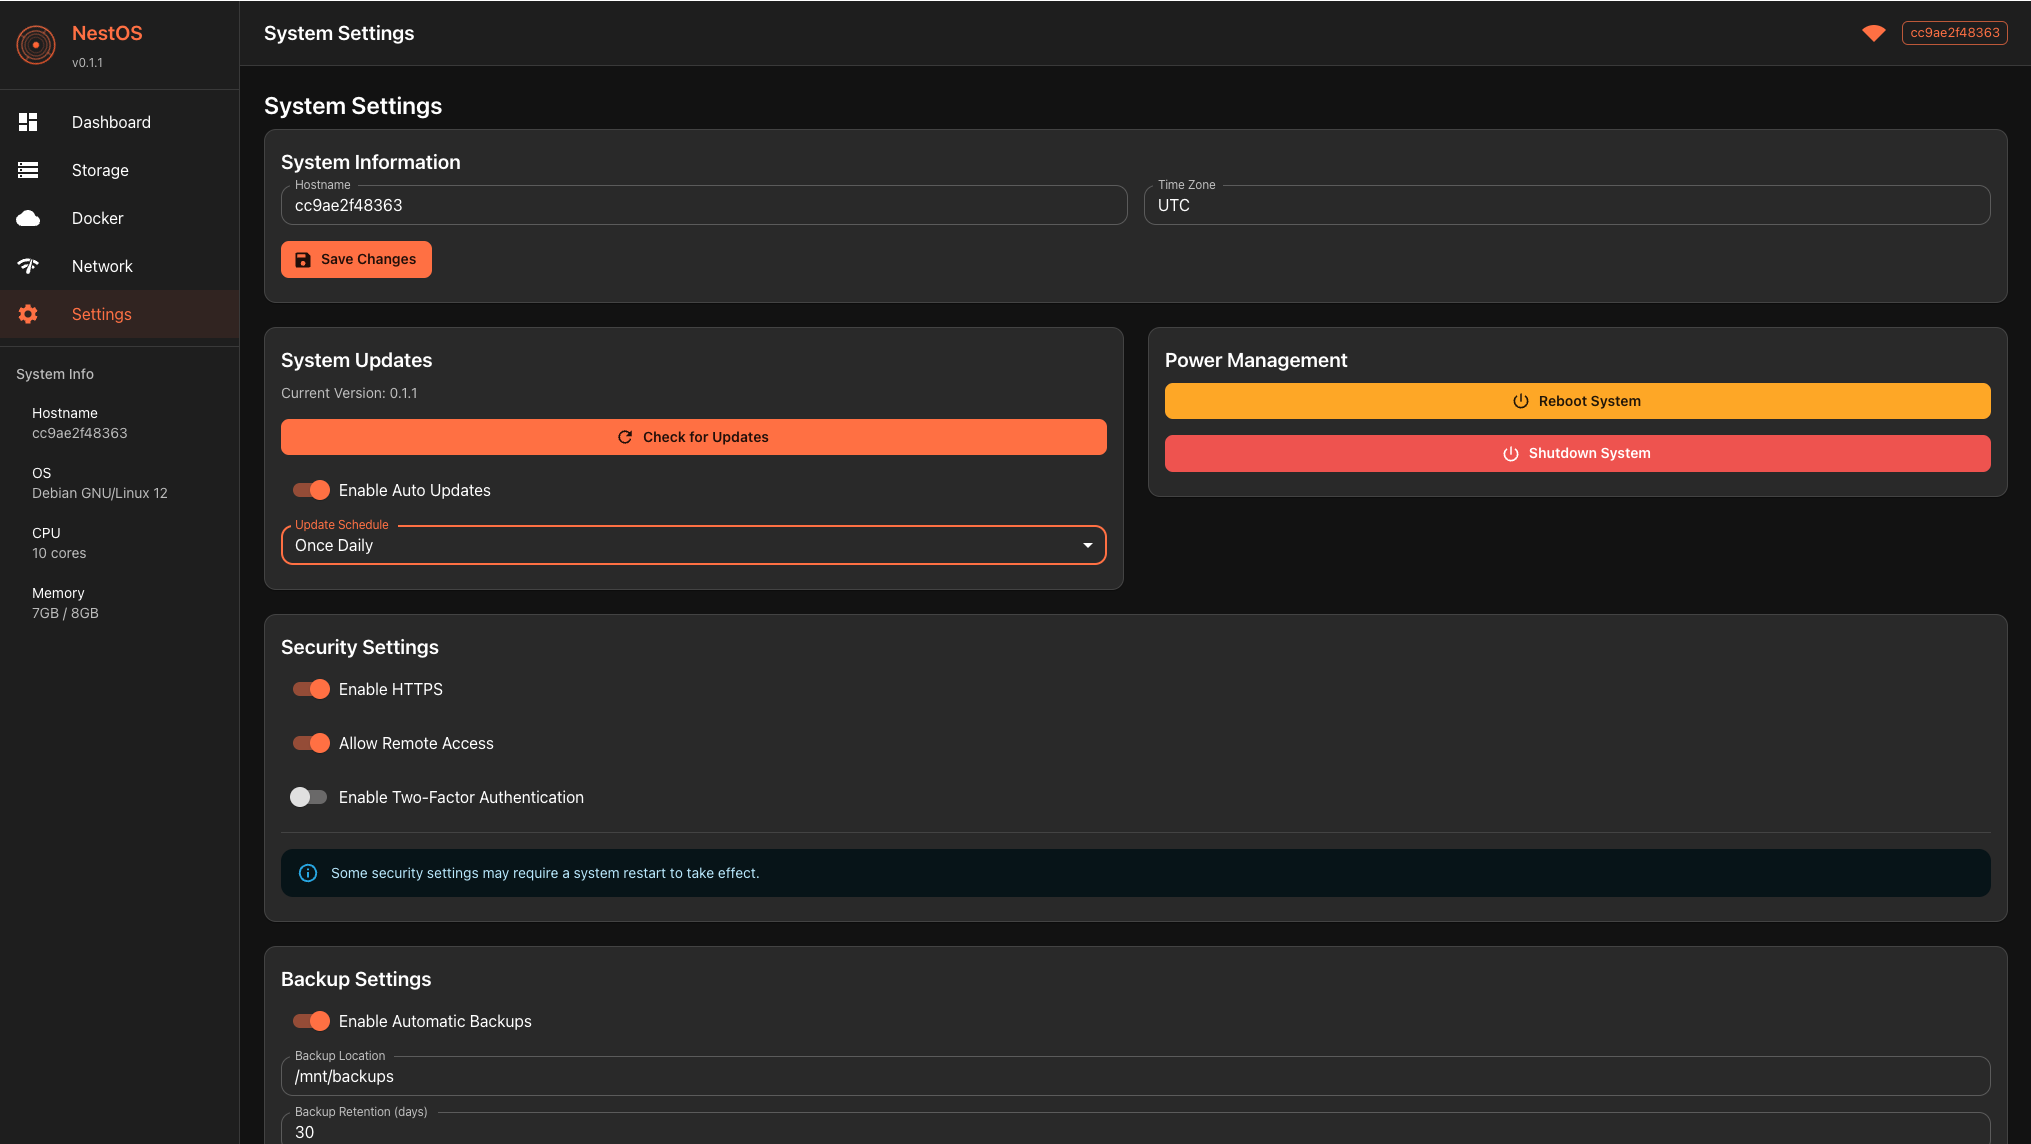 NestOS
v0.1.1
Dashboard
Storage
Docker
Network
Settings
System Info
Hostname
cc9ae2f48363
OS
Debian GNU/Linux 12
CPU
10 cores
Memory
7GB / 8GB
System Settings
cc9ae2f48363
System Settings
System Information
Hostname
cc9ae2f48363
Time Zone
UTC
Save Changes
System Updates
Current Version: 0.1.1
Check for Updates
Enable Auto Updates
Update Schedule
Once Daily
Power Management
Reboot System
Shutdown System
Security Settings
Enable HTTPS
Allow Remote Access
Enable Two-Factor Authentication
Some security settings may require a system restart to take effect.
Backup Settings
Enable Automatic Backups
Backup Location
/mnt/backups
Backup Retention (days)
30